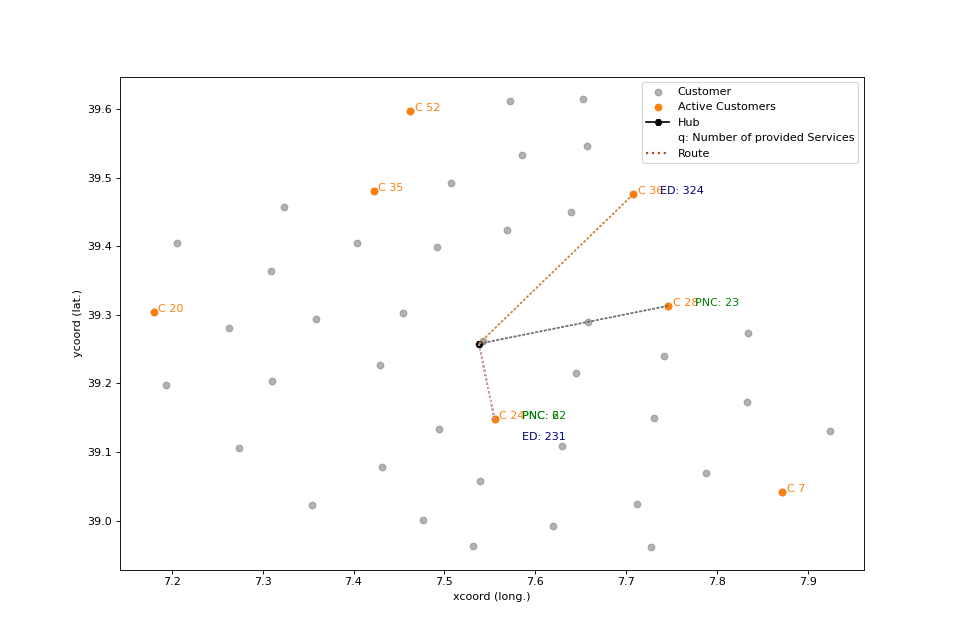 Customer
Active Customers
Hub
q: Number of provided Services
Route
C 52
C 35
C 36
ED: 324
C 20
C 28
PNC: 23
C 24
ED: 231
C 7
39.6
39.5
39.4
39.3
39.2
39.1
39.0
7.2 7.3 7.4 7.5 7.6 7.7 7.8 7.9
xcoord (long.)
ycoord (lat.)